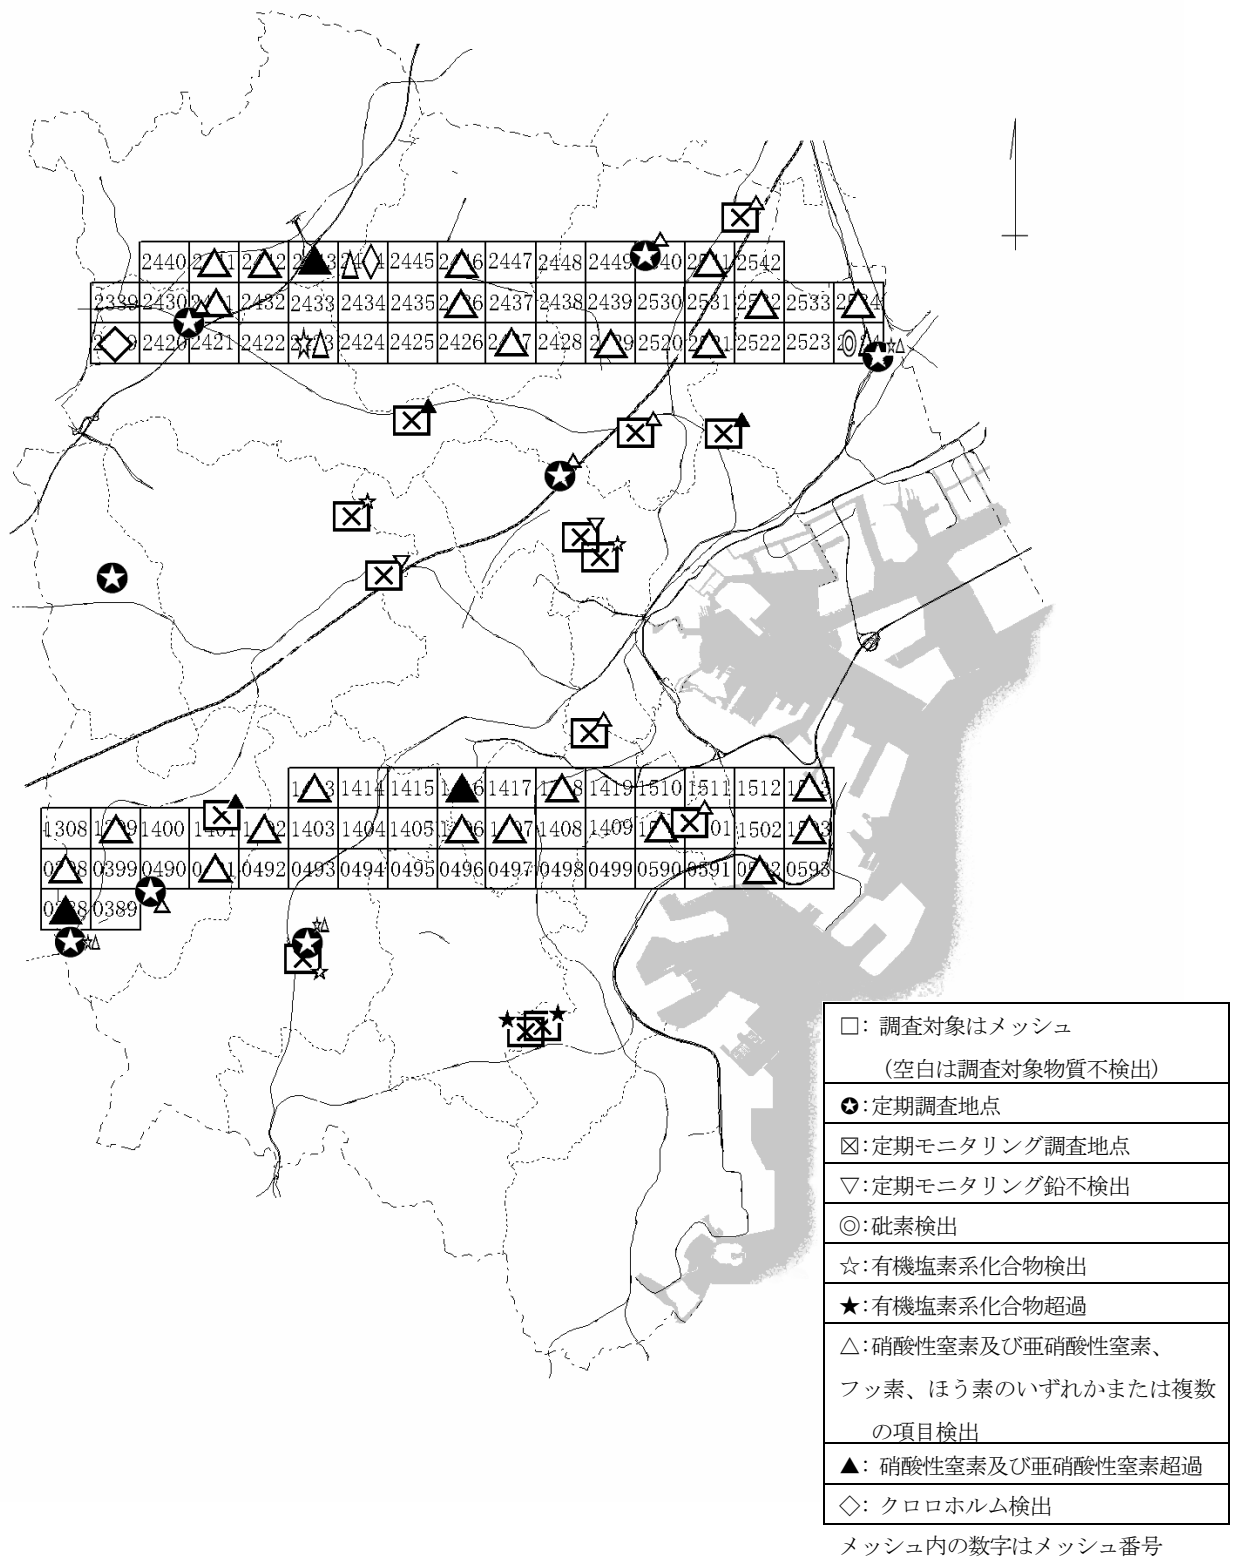 2440 2445 2447 2448 2449 2542
2339 2430 2432 2433 2434 2435 2437 2438 2439 2530 2531 2533
2420 2421 2422 2424 2425 2426 2428 2520 2522 2523
1414 1415 1417 1419 1510 1511 1512
1308 1400 1403 1404 1405 1408 1409 1502
0399 0490 0492 0493 0494 0495 0496 0497 0498 0499 0590 0591 0593
0389
□：調査対象はメッシュ
（空白は調査対象物質不検出）
✪：定期調査地点
☒：定期モニタリング調査地点
▽：定期モニタリング鉛不検出
◎：砒素検出
☆：有機塩素系化合物検出
★：有機塩素系化合物超過
△：硝酸性窒素及び亜硝酸性窒素、
フッ素、ほう素のいずれかまたは複数
の項目検出
▲：硝酸性窒素及び亜硝酸性窒素超過
◇：クロロホルム検出
メッシュ内の数字はメッシュ番号